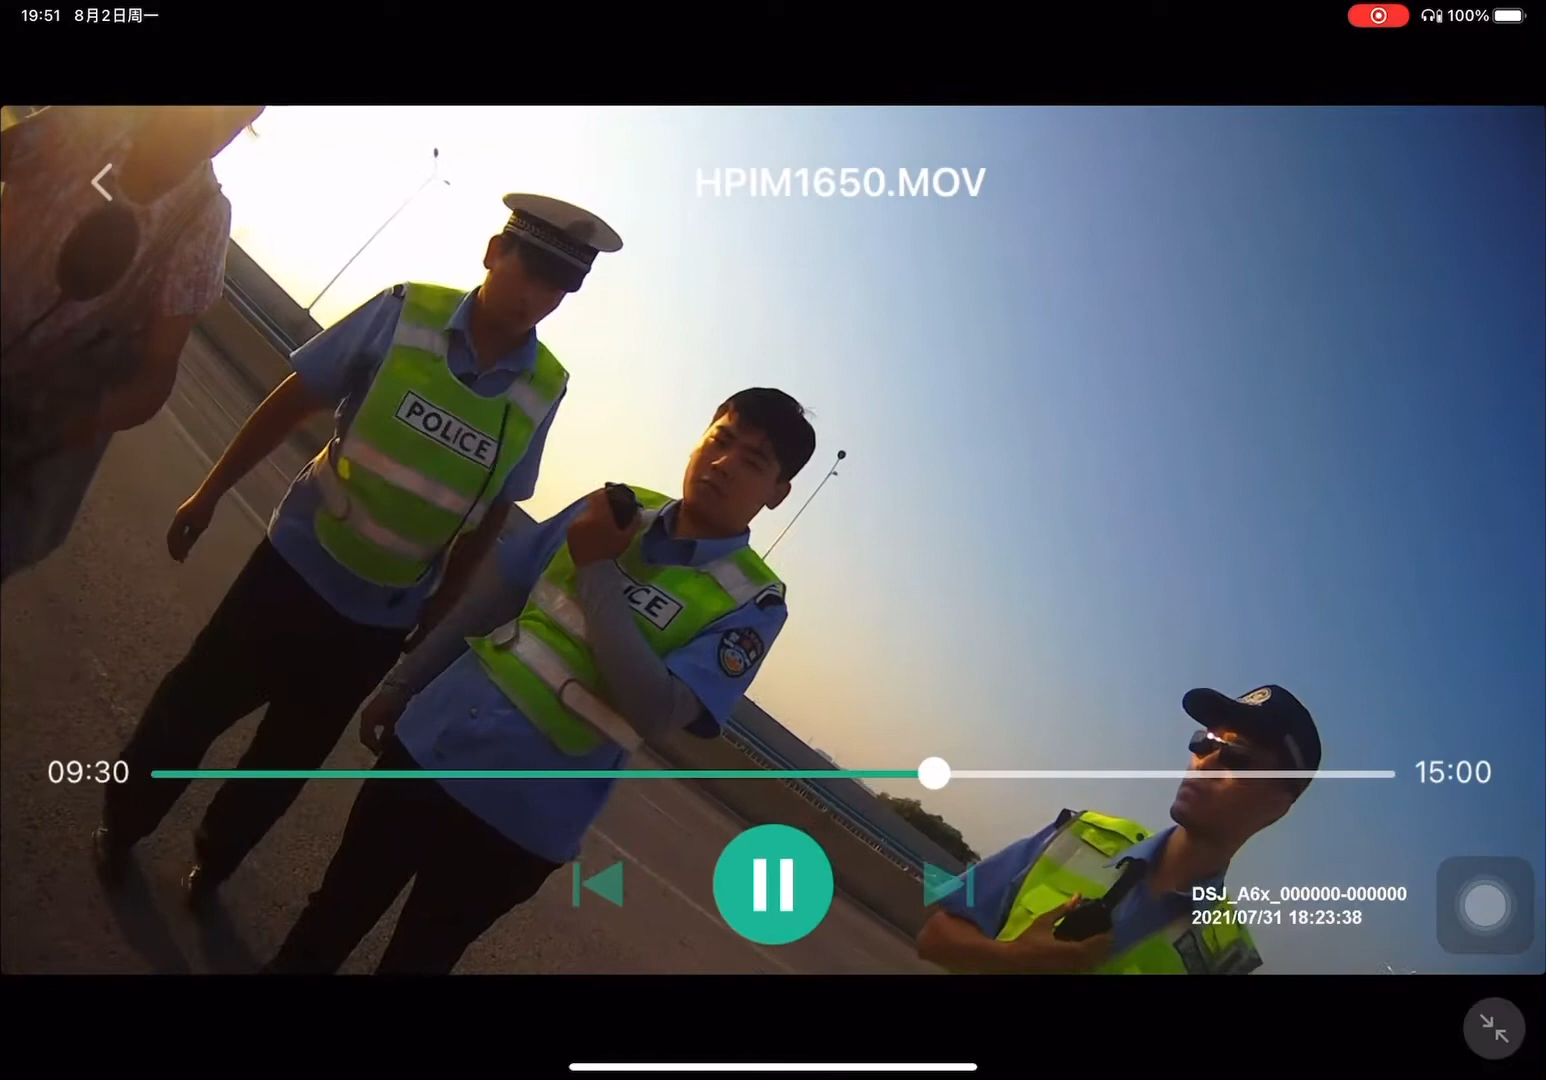 19:51 8月2日周一
100%
HPIM1650.MOV
POLICE
ICE
09:30
15:00
DSJ_A6x_000000-000000
2021/07/31 18:23:38